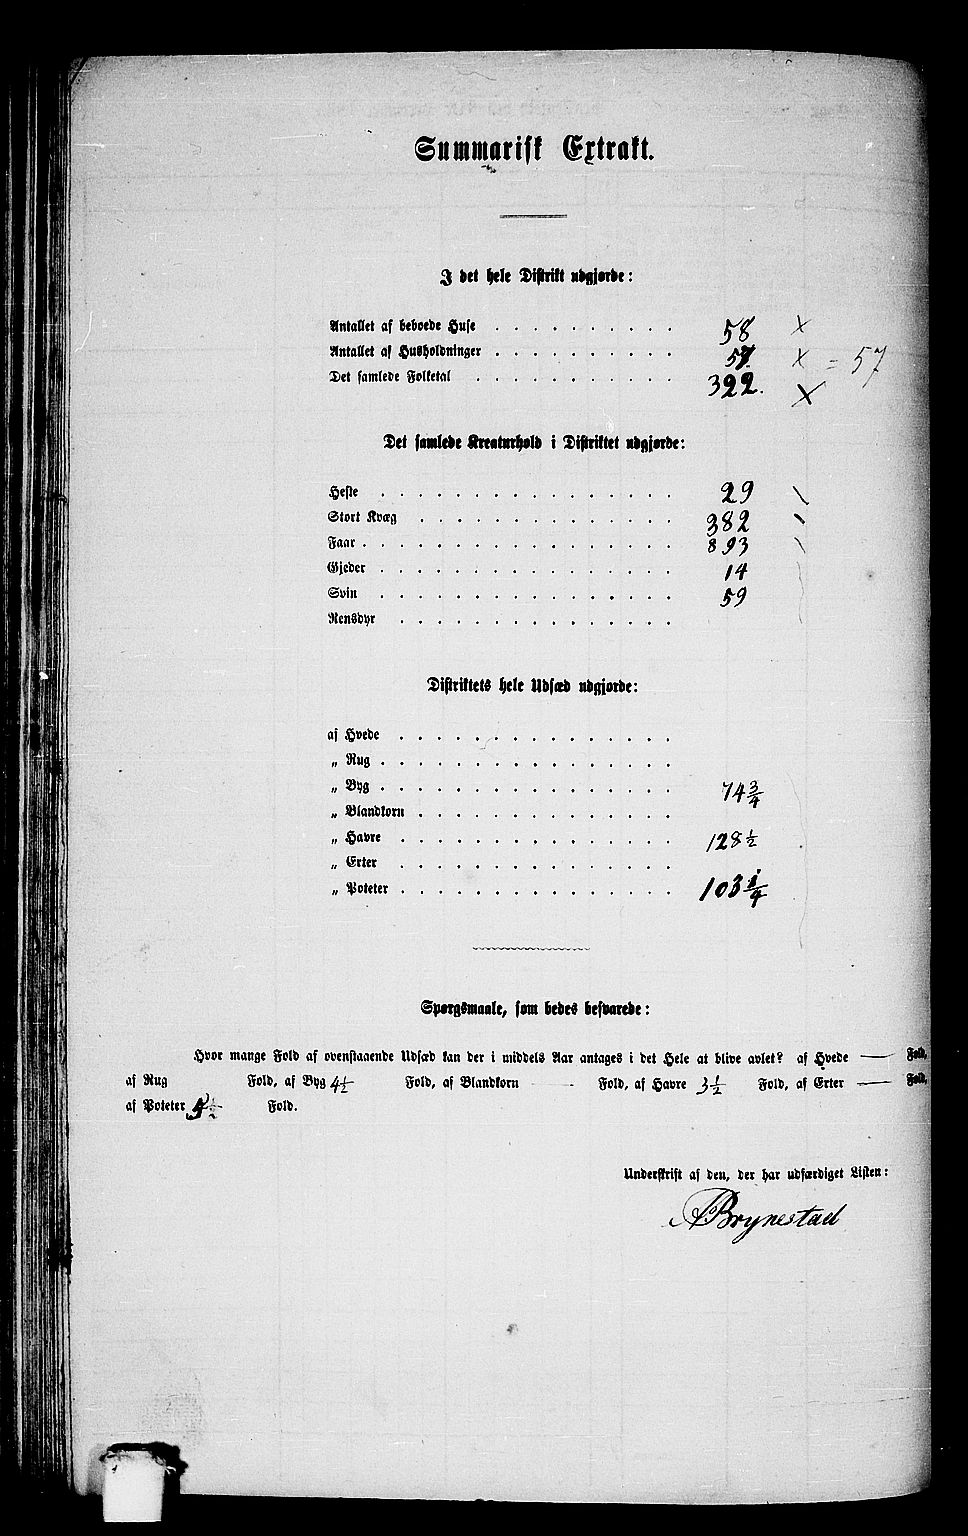 Summarisk Extrakt.
I det hele Distrikt udgjorde:
Antallet af beboede Huse . . . . . . . . . . 58 ×
Antallet af Husholdninger . . . . . . . . . . 57. × = 57
Det samlede Folketal . . . . . . . . . . . 322. ×
Det samlede Kreaturhold i Distriktet udgjorde:
Heste . . . . . . . . . . . . . . . . 29
Stort Kvæg . . . . . . . . . . . . . . 382
Faar . . . . . . . . . . . . . . . . . 893
Gjeder . . . . . . . . . . . . . . . . 14
Svin . . . . . . . . . . . . . . . . 59
Rensdyr . . . . . . . . . . . . . . .
Distriktets hele Udsæd udgjorde:
af Hvede . . . . . . . . . . . . . . .
„ Rug . . . . . . . . . . . . . . . .
„ Byg . . . . . . . . . . . . . . . . 74 3/4
„ Blandkorn . . . . . . . . . . . . . .
„ Havre . . . . . . . . . . . . . . . 128 1/2
„ Erter . . . . . . . . . . . . . . .
„ Poteter . . . . . . . . . . . . . . . 103 1/4
Spørgsmaale, som bedes besvarede:
Hvor mange Fold af ovenstaaende Udsæd kan der i middels Aar antages i det Hele at blive avlet? af Hvede — Fold,
af Rug Fold, af Byg 4 1/2 Fold, af Blandkorn — Fold, af Havre 3 1/2 Fold, af Erter — Fold,
af Poteter 5 1/2 Fold.
Underskrift af den, der har udfærdiget Listen:
A Brynestad